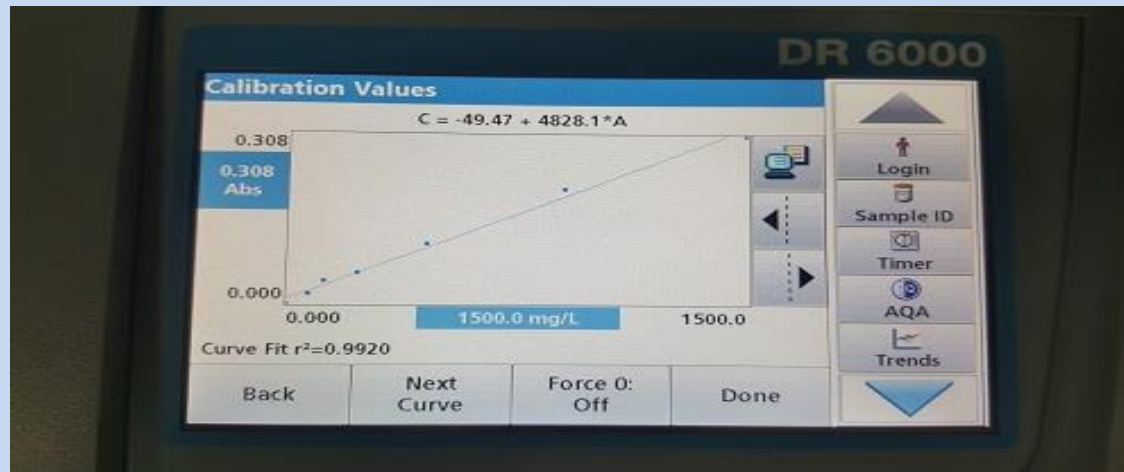 DR 6000
Calibration Values
C = -49.47 + 4828.1*A
0.308
0.308
Abs
0.000
0.000
1500.0 mg/L
1500.0
Curve Fit r²=0.9920
Back
Next
Curve
Force 0:
Off
Done
Login
Sample ID
Timer
AQA
Trends